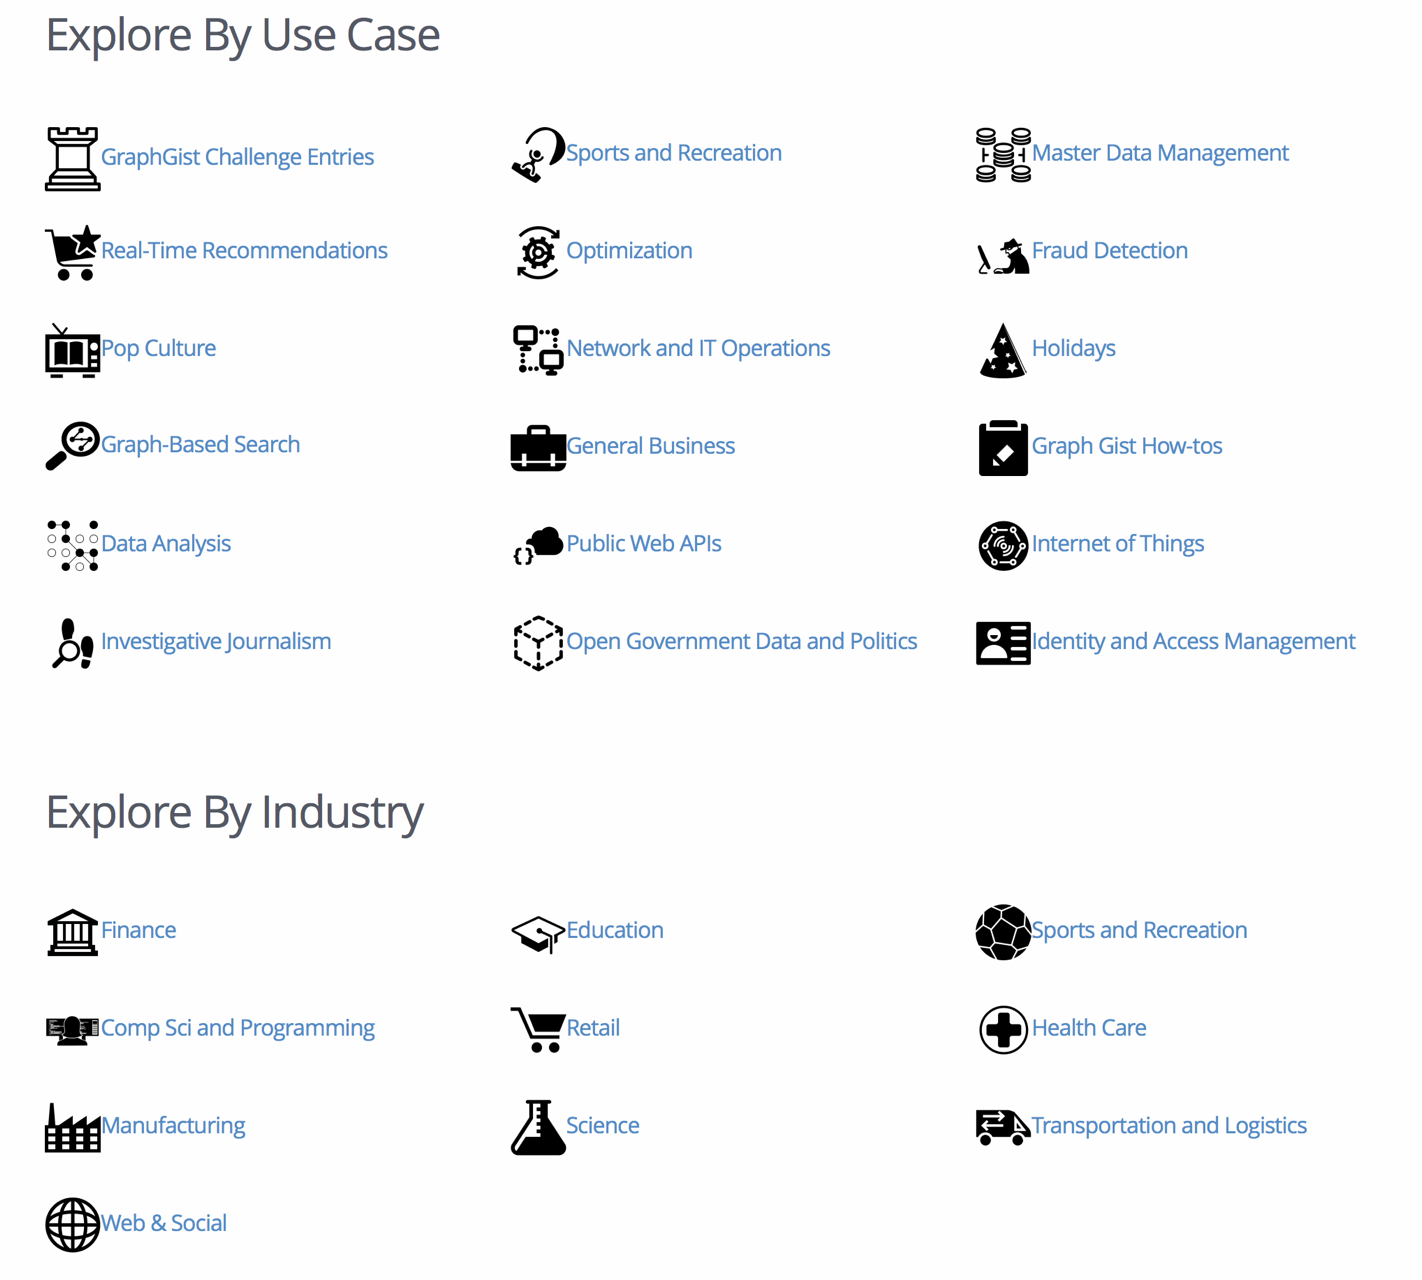 Explore By Use Case
GraphGist Challenge Entries
Sports and Recreation
Master Data Management
Real-Time Recommendations
Optimization
Fraud Detection
Pop Culture
Network and IT Operations
Holidays
Graph-Based Search
General Business
Graph Gist How-tos
Data Analysis
Public Web APIs
Internet of Things
Investigative Journalism
Open Government Data and Politics
Identity and Access Management
Explore By Industry
Finance
Education
Sports and Recreation
Comp Sci and Programming
Retail
Health Care
Manufacturing
Science
Transportation and Logistics
Web & Social